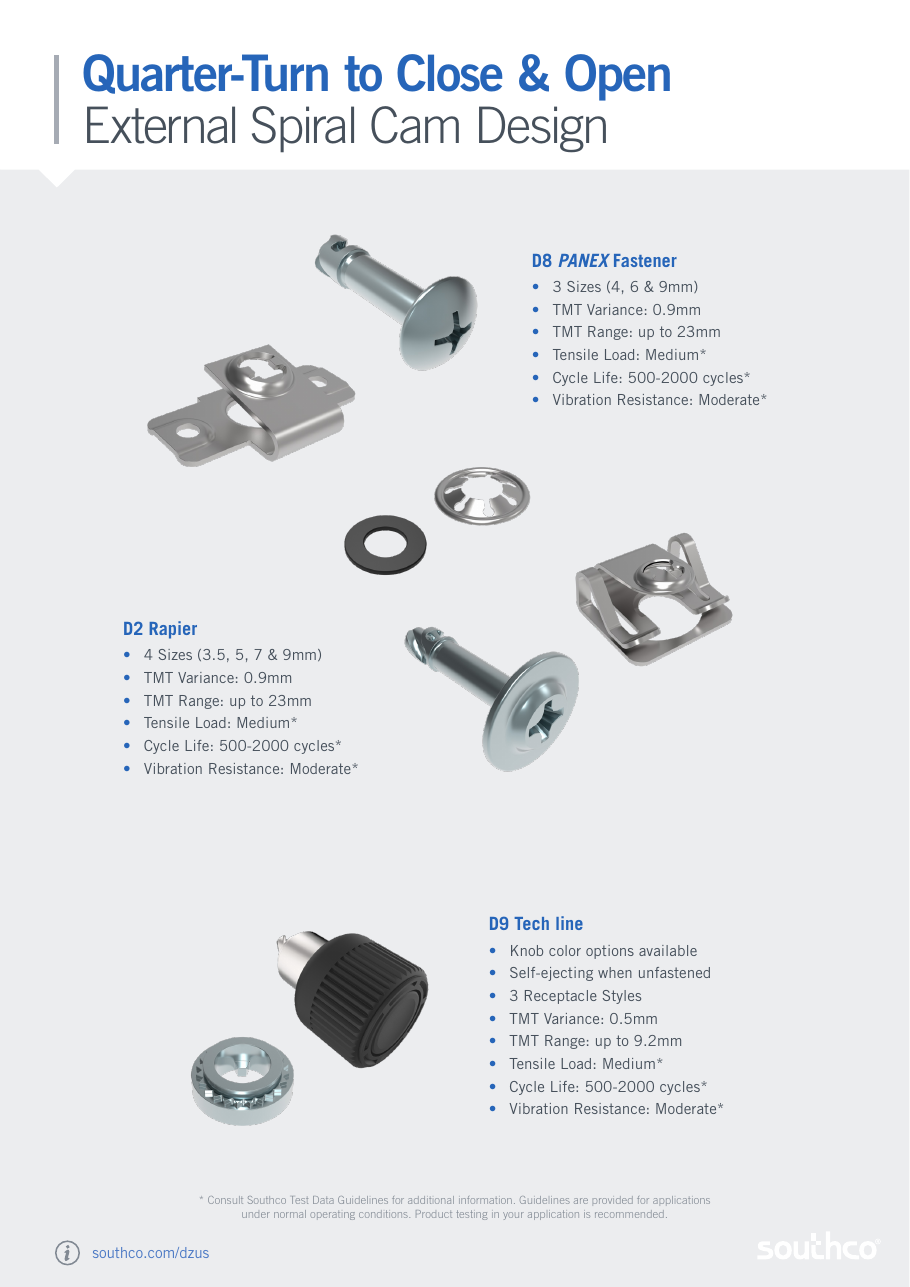 Quarter-Turn to Close & Open
External Spiral Cam Design
D8 PANEX Fastener
• 3 Sizes (4, 6 & 9mm)
• TMT Variance: 0.9mm
• TMT Range: up to 23mm
• Tensile Load: Medium*
• Cycle Life: 500-2000 cycles*
• Vibration Resistance: Moderate*
D2 Rapier
• 4 Sizes (3.5, 5, 7 & 9mm)
• TMT Variance: 0.9mm
• TMT Range: up to 23mm
• Tensile Load: Medium*
• Cycle Life: 500-2000 cycles*
• Vibration Resistance: Moderate*
D9 Tech line
• Knob color options available
• Self-ejecting when unfastened
• 3 Receptacle Styles
• TMT Variance: 0.5mm
• TMT Range: up to 9.2mm
• Tensile Load: Medium*
• Cycle Life: 500-2000 cycles*
• Vibration Resistance: Moderate*
* Consult Southco Test Data Guidelines for additional information. Guidelines are provided for applications
under normal operating conditions. Product testing in your application is recommended.
i southco.com/dzus
southco®